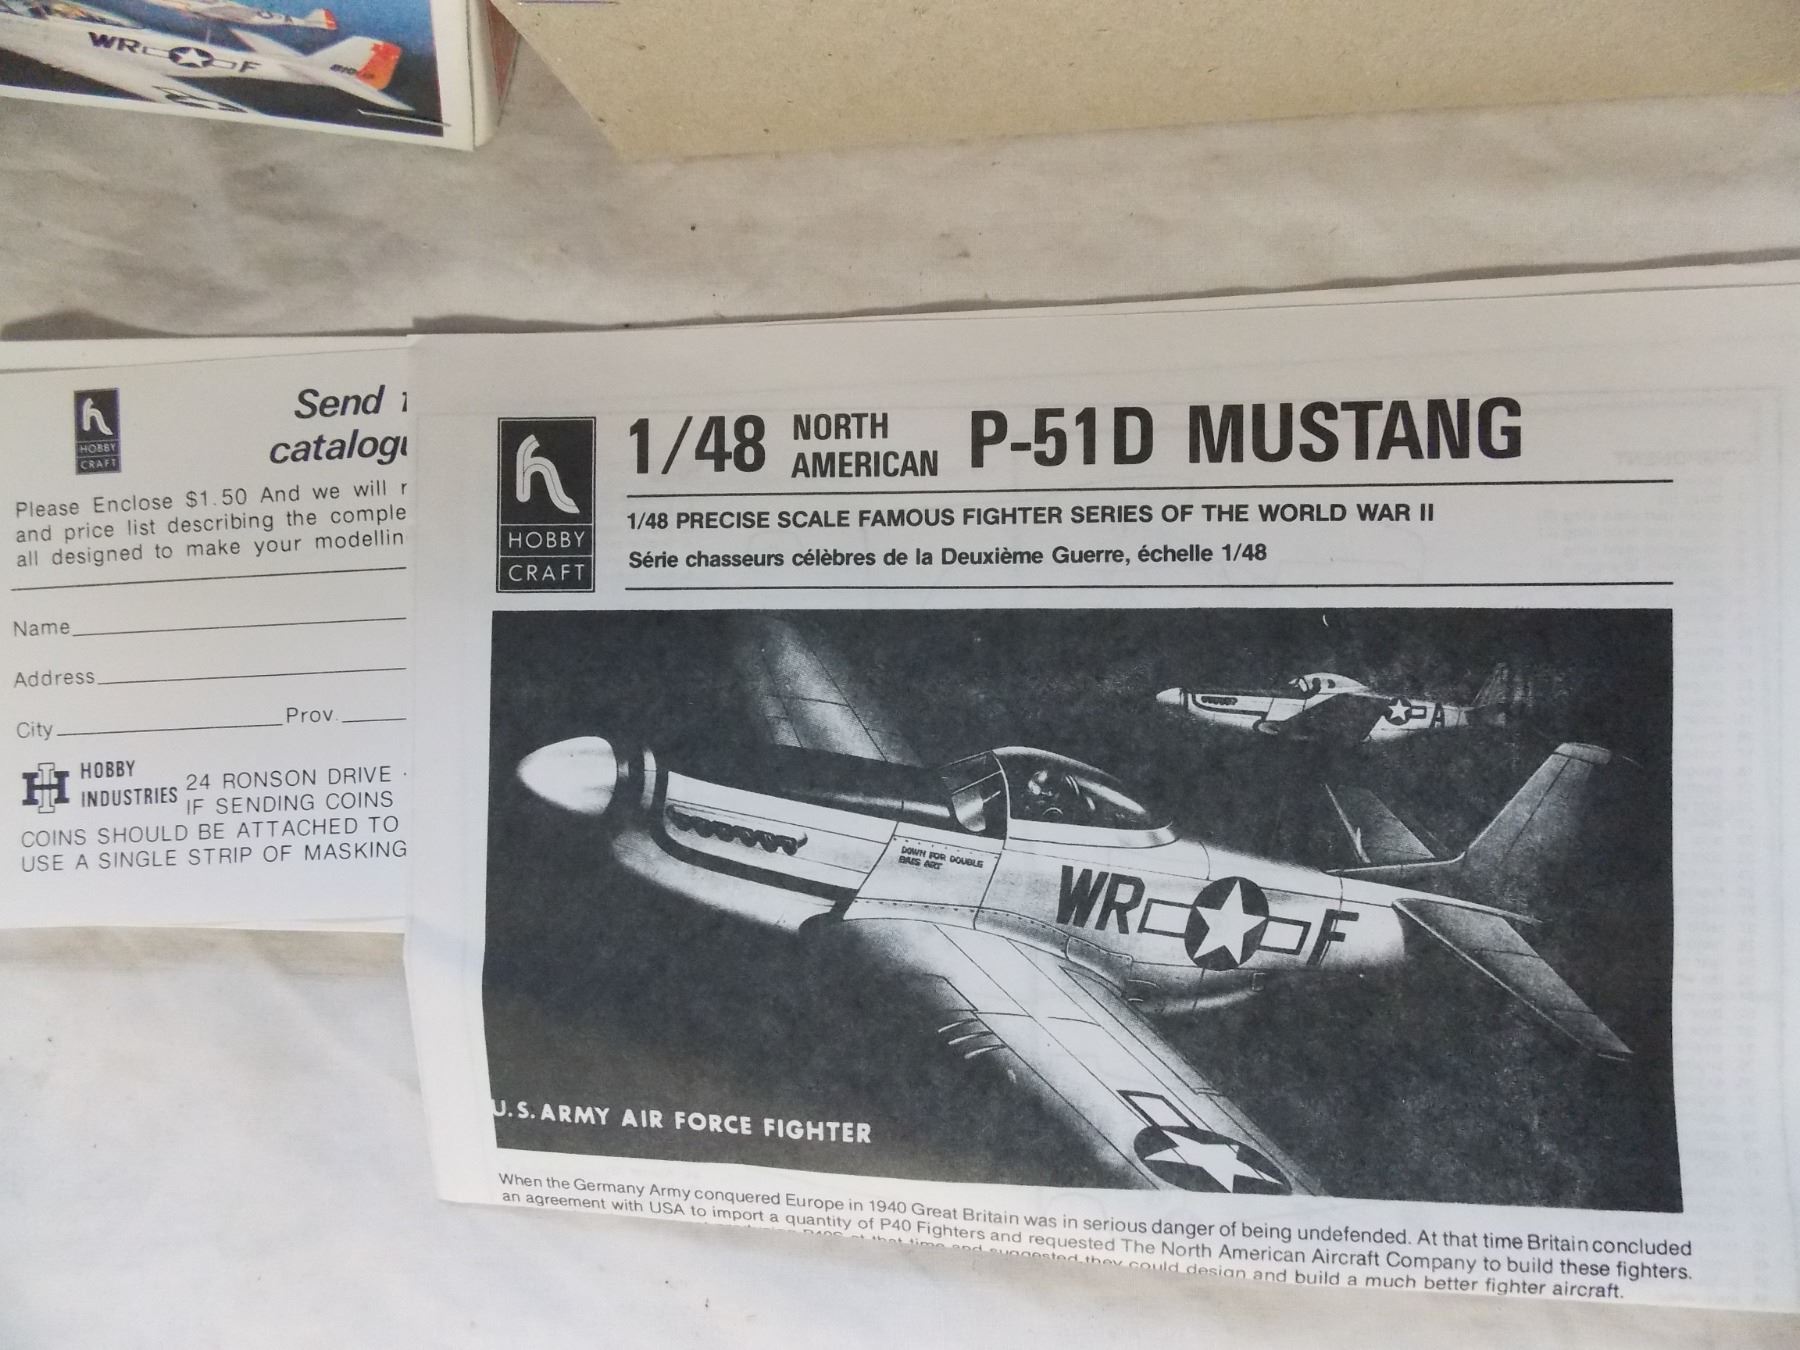 WR F
Send
catalogu
HOBBY
CRAFT
Please Enclose $1.50 And we will r
and price list describing the comple
all designed to make your modellin
Name
Address
City Prov.
HOBBY
INDUSTRIES
24 RONSON DRIVE
IF SENDING COINS
COINS SHOULD BE ATTACHED TO
USE A SINGLE STRIP OF MASKING
h
HOBBY
CRAFT
1/48 NORTH AMERICAN P-51D MUSTANG
1/48 PRECISE SCALE FAMOUS FIGHTER SERIES OF THE WORLD WAR II
Série chasseurs célèbres de la Deuxième Guerre, échelle 1/48
A
DOWN FOR DOUBLE
WR F
U.S. ARMY AIR FORCE FIGHTER
When the Germany Army conquered Europe in 1940 Great Britain was in serious danger of being undefended. At that time Britain concluded
an agreement with USA to import a quantity of P40 Fighters and requested The North American Aircraft Company to build these fighters.
at that time and suggested they could design and build a much better fighter aircraft.